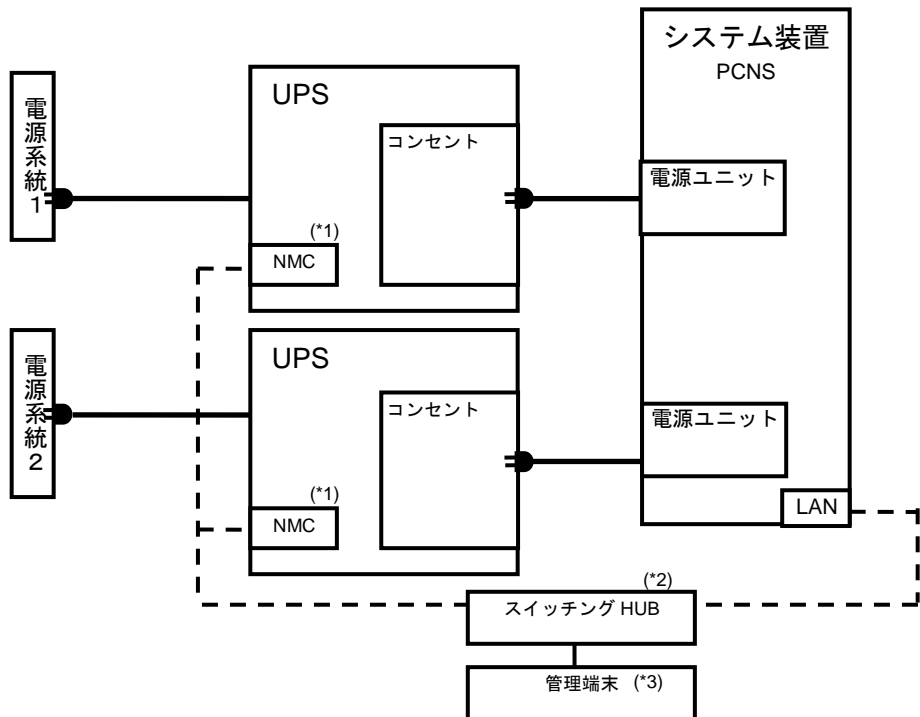 システム装置
PCNS
電源系統1
UPS
コンセント
電源ユニット
(*1)
NMC
電源系統2
UPS
コンセント
電源ユニット
(*1)
NMC
LAN
(*2)
スイッチング HUB
管理端末 (*3)